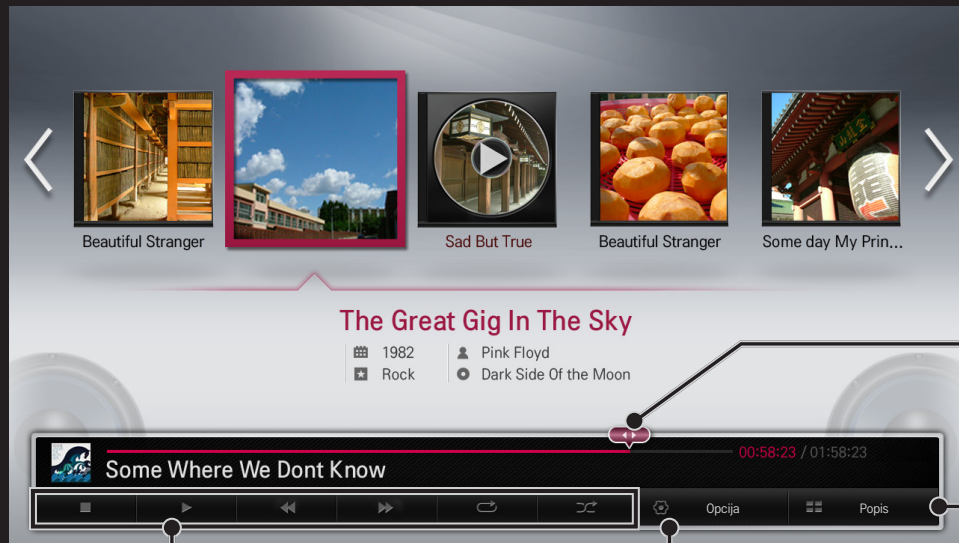 Beautiful Stranger
Sad But True
Beautiful Stranger
Some day My Prin...
The Great Gig In The Sky
1982
Pink Floyd
Rock
Dark Side Of the Moon
00:58:23 / 01:58:23
Some Where We Dont Know
Opcija
Popis